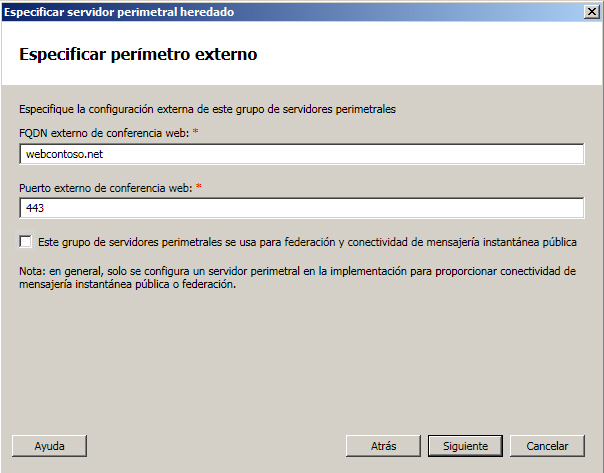 Especificar servidor perimetral heredado
Especificar perímetro externo
Especifique la configuración externa de este grupo de servidores perimetrales
FQDN externo de conferencia web: *
webcontoso.net
Puerto externo de conferencia web: *
443
Este grupo de servidores perimetrales se usa para federación y conectividad de mensajería instantánea pública
Nota: en general, solo se configura un servidor perimetral en la implementación para proporcionar conectividad de
mensajería instantánea pública o federación.
Ayuda
Atrás
Siguiente
Cancelar